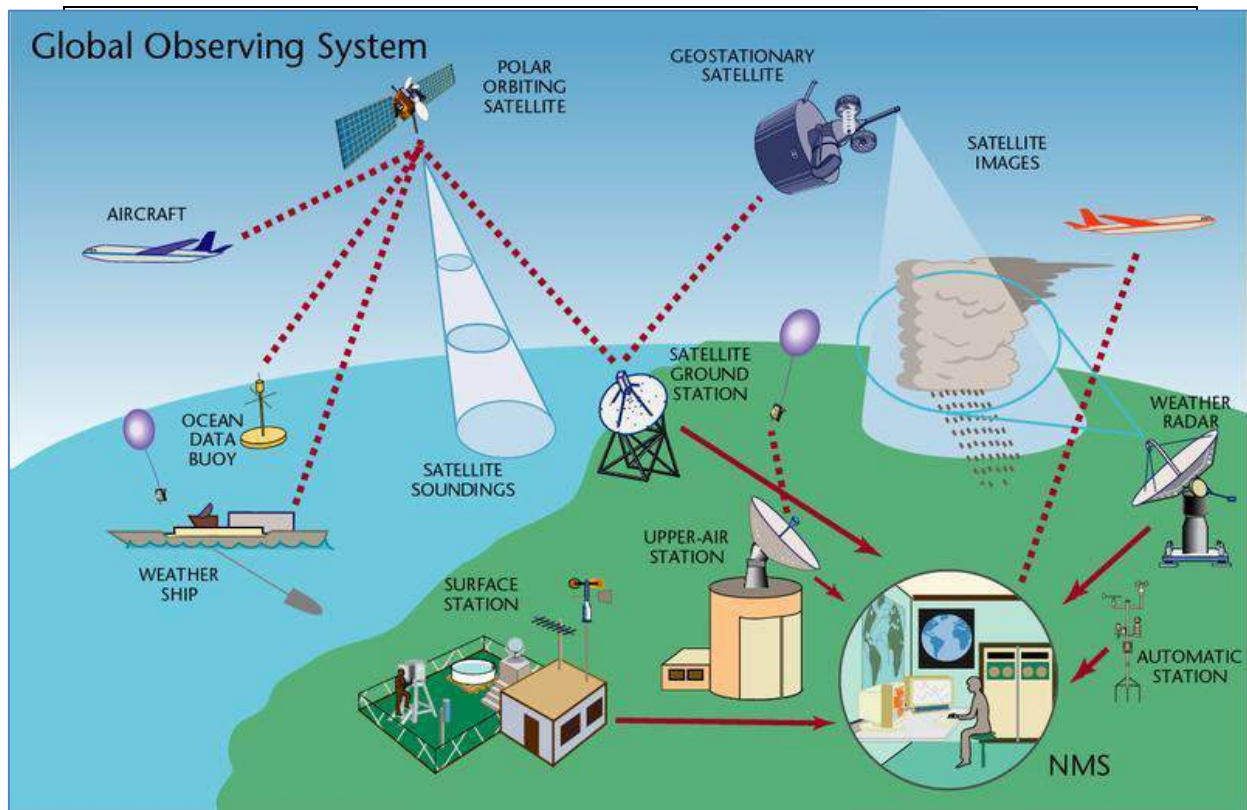 Global Observing System
POLAR
ORBITING
SATELLITE
GEOSTATIONARY
SATELLITE
SATELLITE
IMAGES
AIRCRAFT
SATELLITE
GROUND
STATION
WEATHER
RADAR
OCEAN
DATA
BUOY
SATELLITE
SOUNDINGS
UPPER-AIR
STATION
WEATHER
SHIP
SURFACE
STATION
AUTOMATIC
STATION
NMS